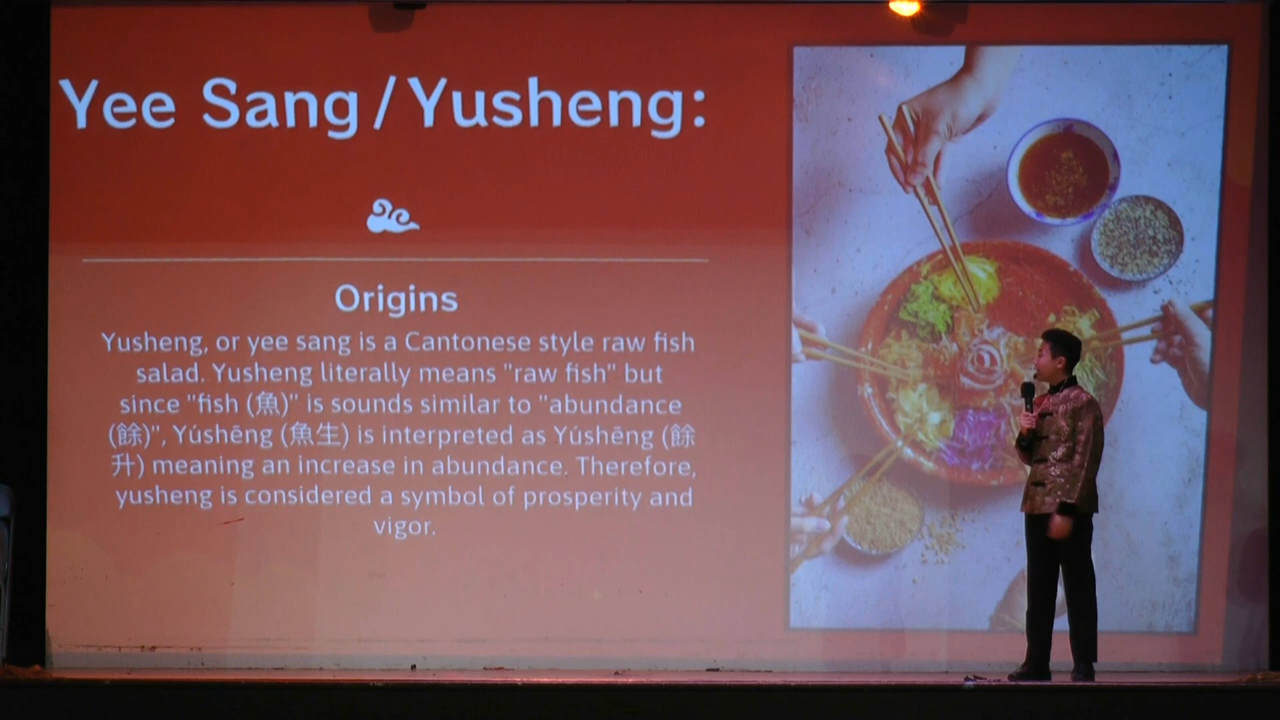 Yee Sang / Yusheng:
Origins
Yusheng, or yee sang is a Cantonese style raw fish
salad. Yusheng literally means "raw fish" but
since "fish (魚)" is sounds similar to "abundance
(餘)", Yúshēng (魚生) is interpreted as Yúshēng (餘
升) meaning an increase in abundance. Therefore,
yusheng is considered a symbol of prosperity and
vigor.